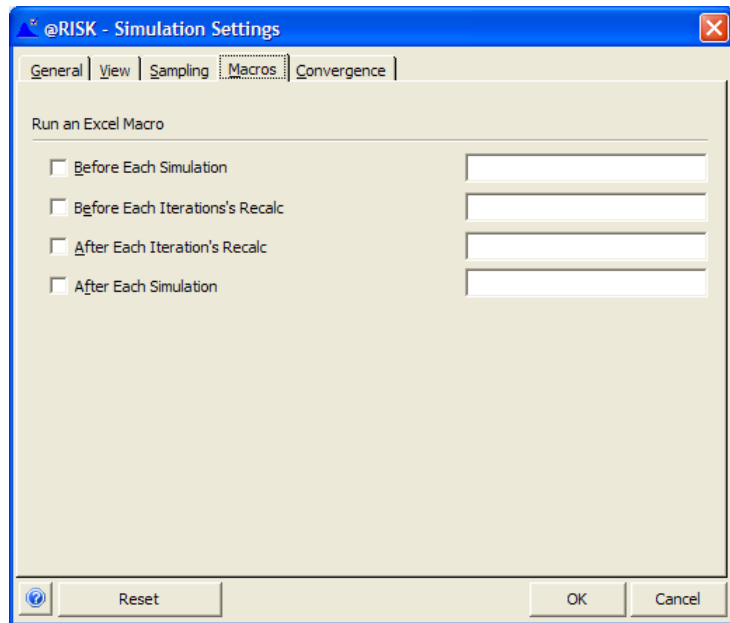 @RISK - Simulation Settings
General View Sampling Macros Convergence
Run an Excel Macro
Before Each Simulation
Before Each Iterations's Recalc
After Each Iteration's Recalc
After Each Simulation
Reset OK Cancel